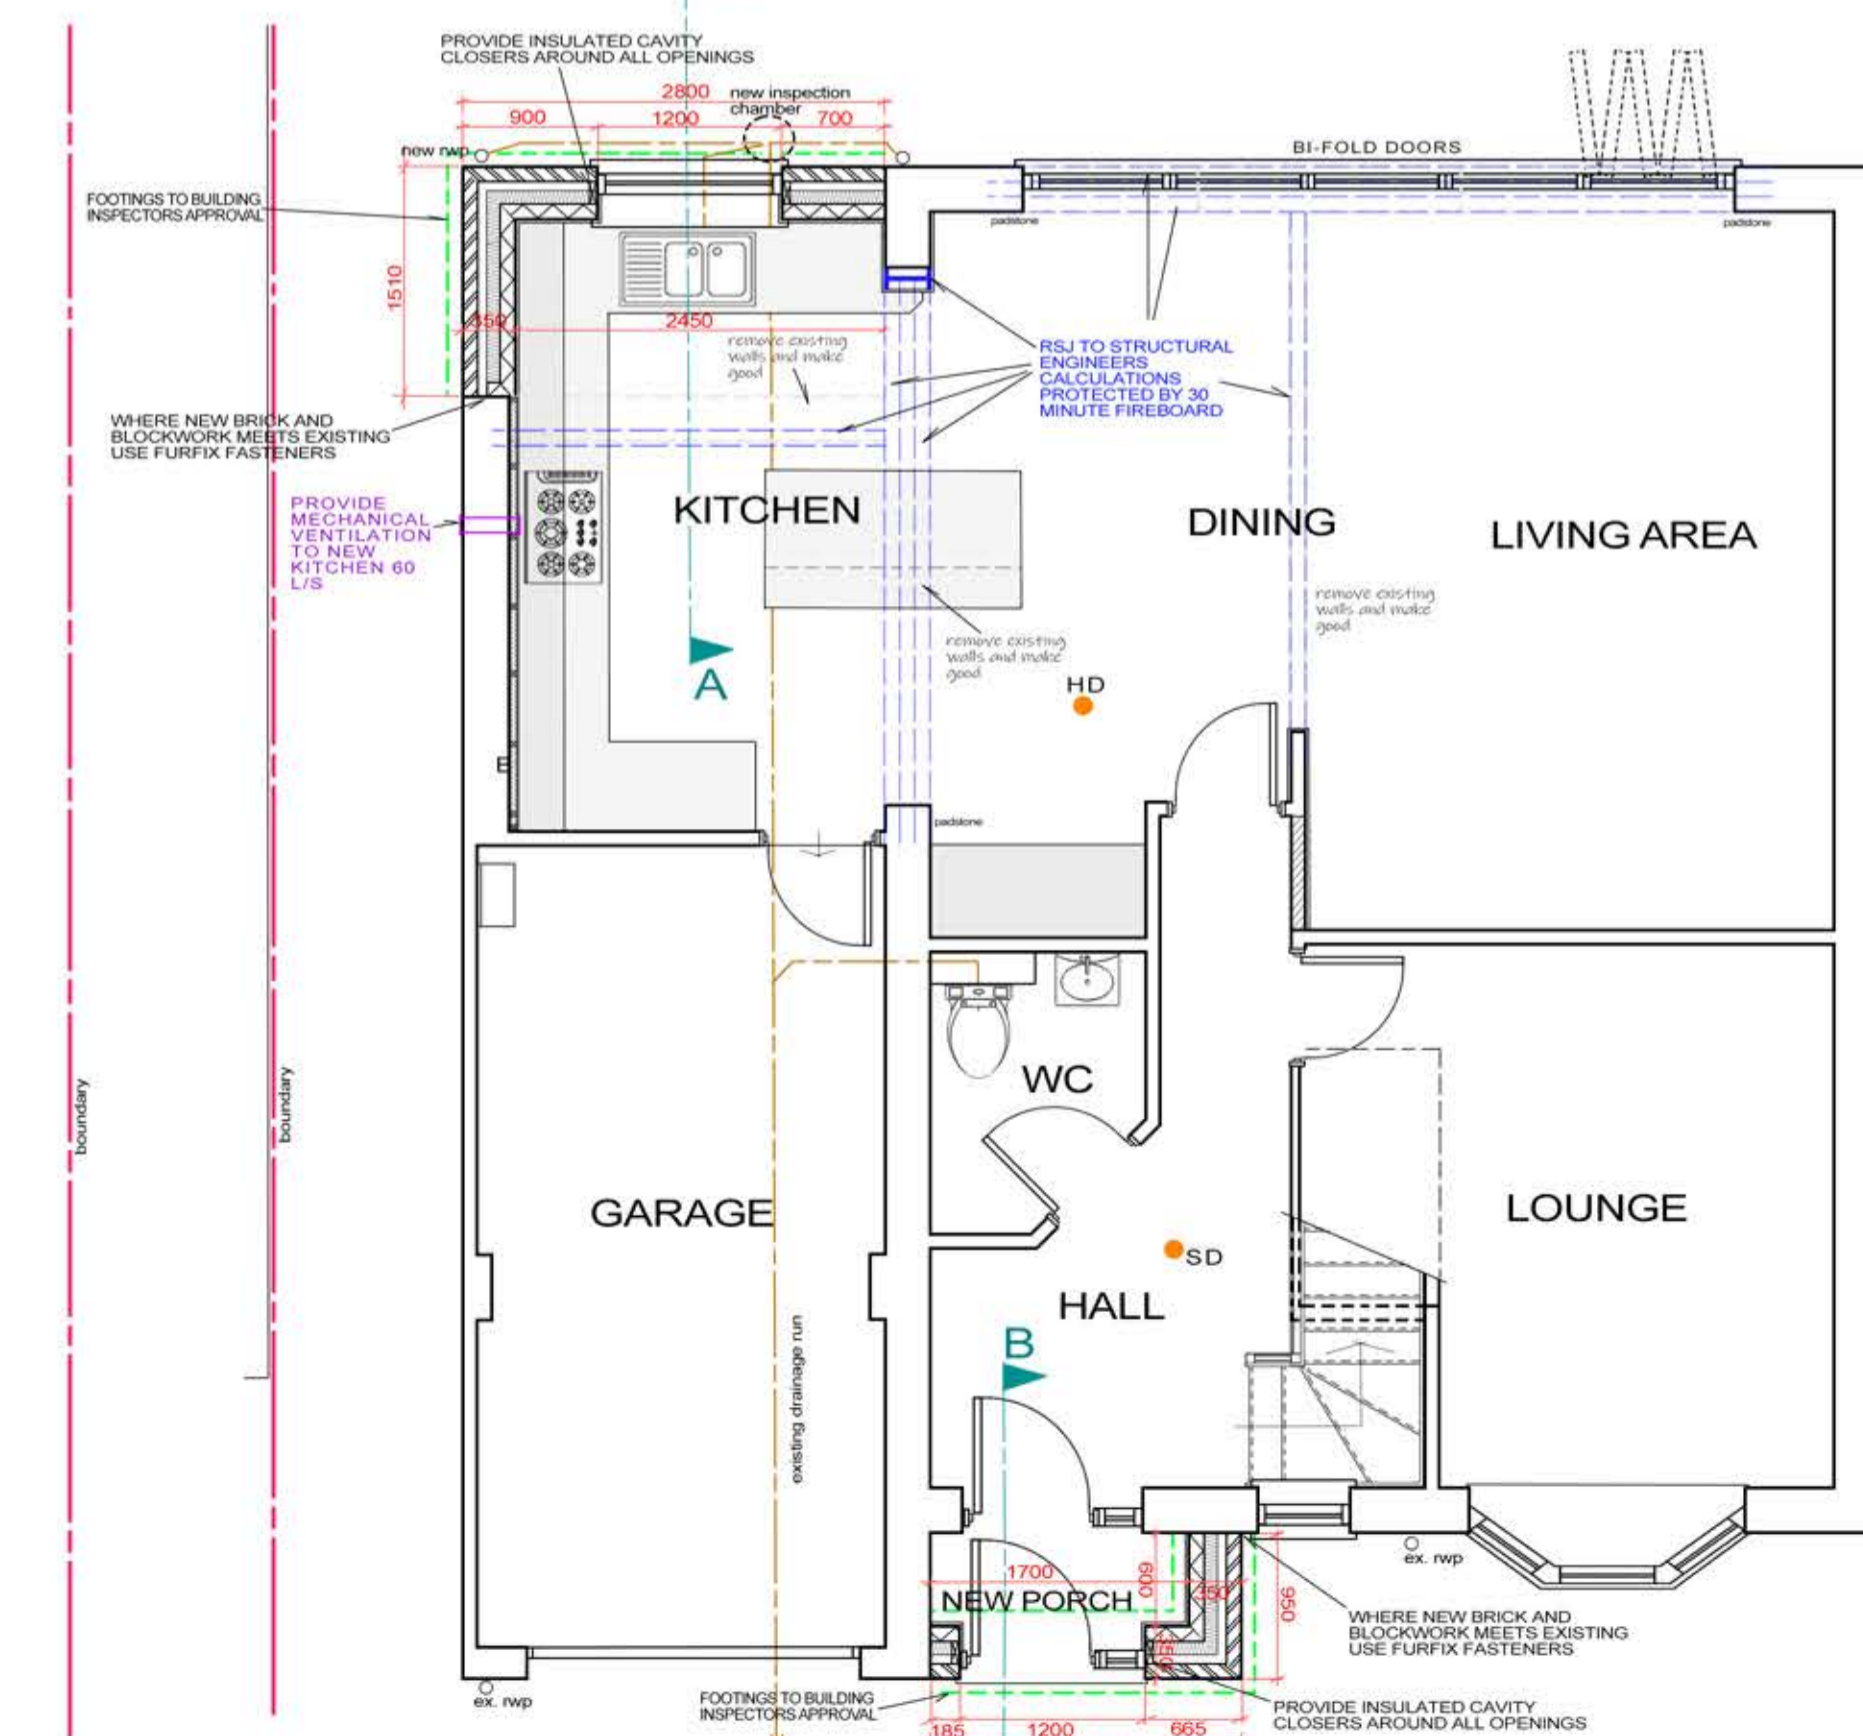 PROVIDE INSULATED CAVITY
CLOSERS AROUND ALL OPENINGS
2800
new inspection
chamber
900
1200
700
new rwp
BI-FOLD DOORS
FOOTINGS TO BUILDING
INSPECTORS APPROVAL
padstone
padstone
1510
350
2450
remove existing
walls and make
good
RSJ TO STRUCTURAL
ENGINEERS
CALCULATIONS
PROTECTED BY 30
MINUTE FIREBOARD
WHERE NEW BRICK AND
BLOCKWORK MEETS EXISTING
USE FURFIX FASTENERS
PROVIDE
MECHANICAL
VENTILATION
TO NEW
KITCHEN 60
L/S
KITCHEN
DINING
LIVING AREA
remove existing
walls and make
good
remove existing
walls and make
good
A
HD
padstone
boundary
boundary
WC
GARAGE
LOUNGE
SD
HALL
B
existing drainage run
ex. rwp
1700
600
350
950
NEW PORCH
350
WHERE NEW BRICK AND
BLOCKWORK MEETS EXISTING
USE FURFIX FASTENERS
ex. rwp
FOOTINGS TO BUILDING
INSPECTORS APPROVAL
PROVIDE INSULATED CAVITY
CLOSERS AROUND ALL OPENINGS
185
1200
665